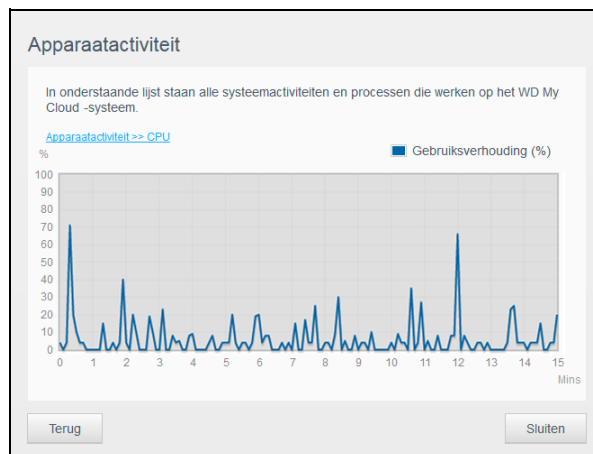 Apparaatactiviteit
In onderstaande lijst staan alle systeemactiviteiten en processen die werken op het WD My
Cloud -systeem.
Apparaatactiviteit >> CPU
%
Gebruiksverhouding (%)
100
90
80
70
60
50
40
30
20
10
0
0 1 2 3 4 5 6 7 8 9 10 11 12 13 14 15
Mins
Terug
Sluiten